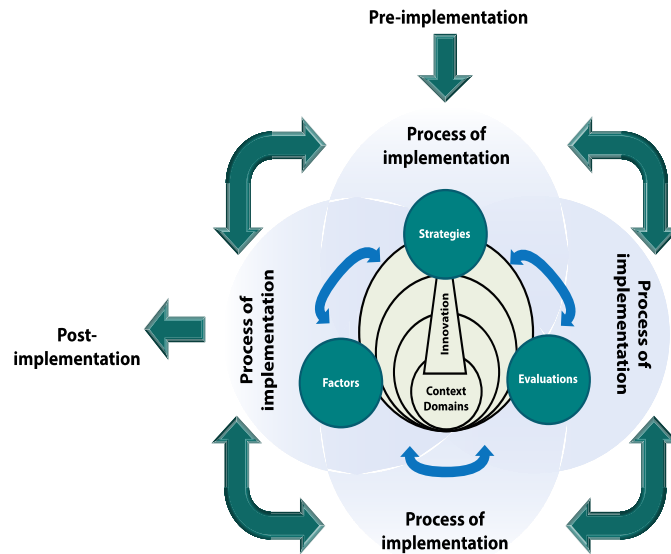 Pre-implementation
Process of
implementation
Strategies
Process of
implementation
Innovation
Process of
implementation
Post-
implementation
Factors
Evaluations
Context
Domains
Process of
implementation